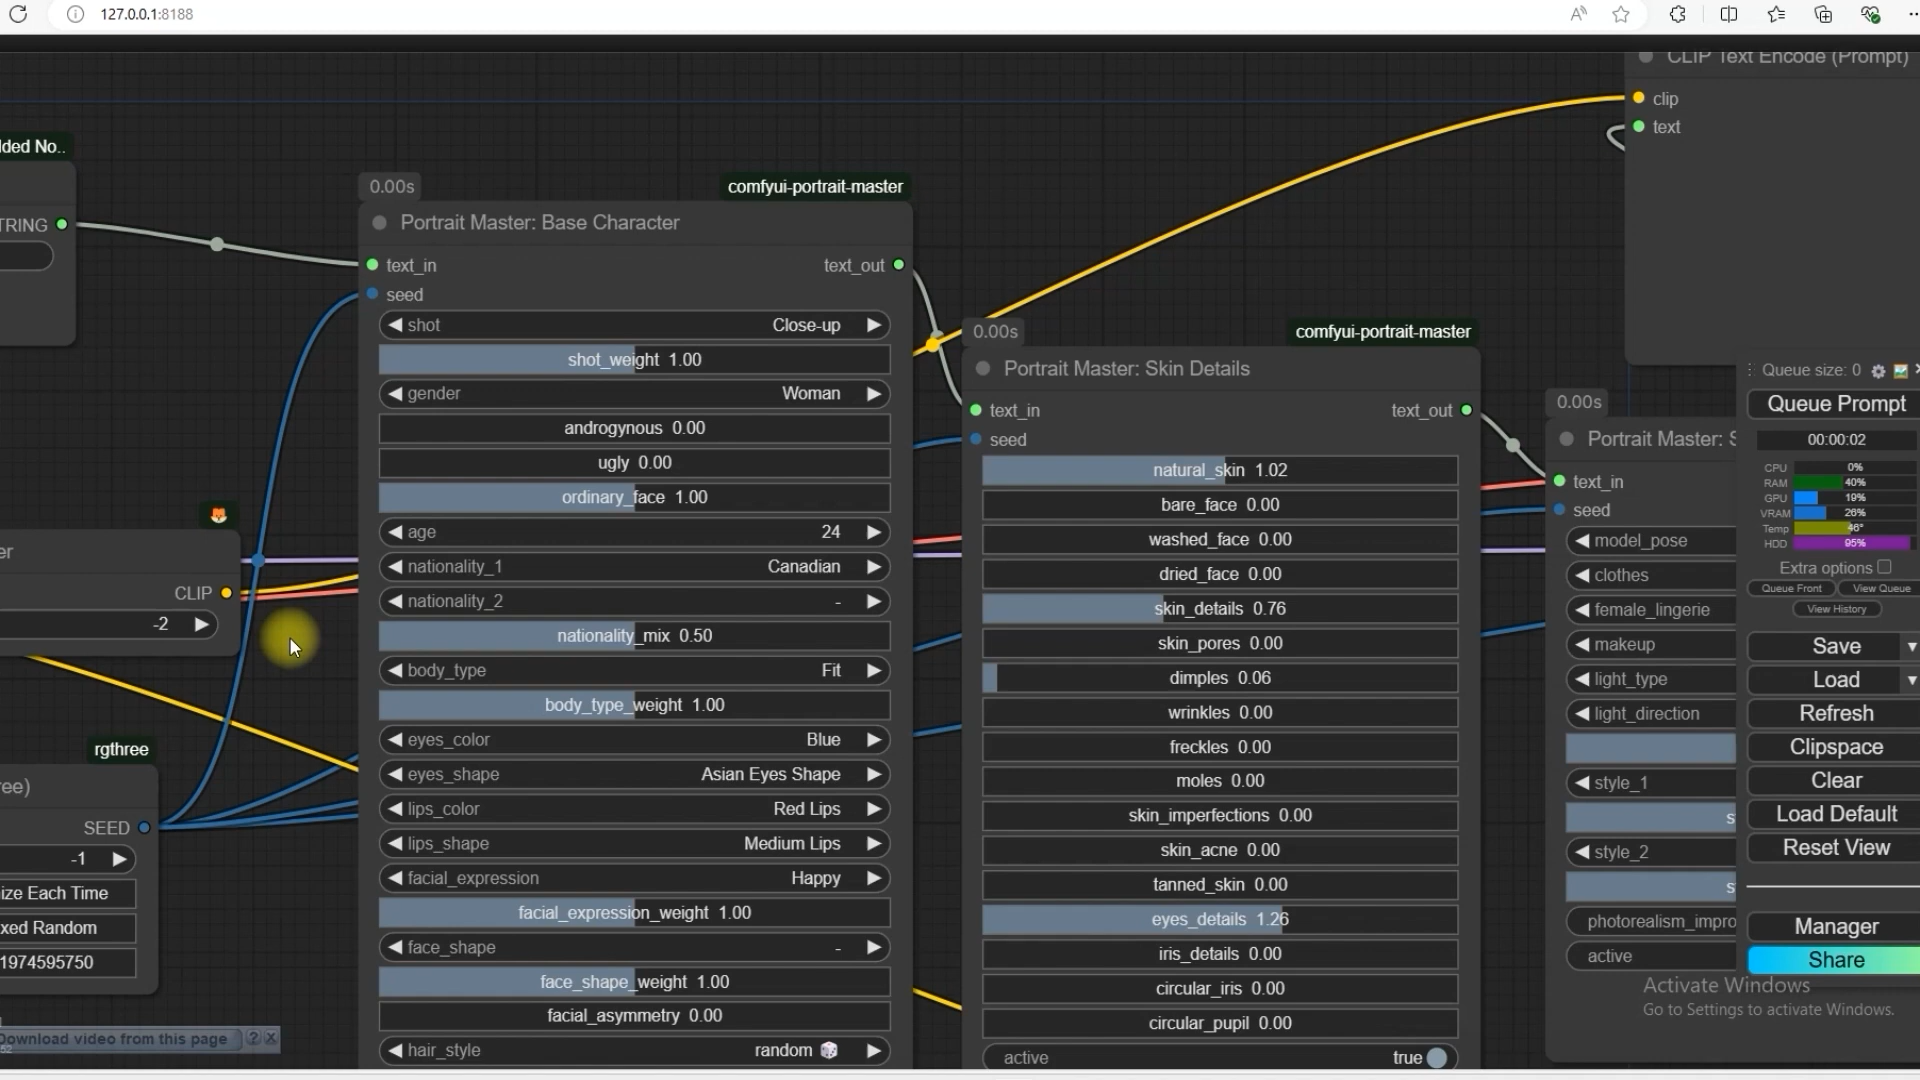 127.0.0.1:8188
CLIP Text Encode (Prompt)
clip
text
lded No..
TRING
0.00s
comfyui-portrait-master
Portrait Master: Base Character
text_in
text_out
seed
shot
Close-up
shot_weight 1.00
gender
Woman
androgynous 0.00
ugly 0.00
ordinary_face 1.00
age
24
nationality_1
Canadian
nationality_2
-
nationality_mix 0.50
body_type
Fit
body_type_weight 1.00
eyes_color
Blue
eyes_shape
Asian Eyes Shape
lips_color
Red Lips
lips_shape
Medium Lips
facial_expression
Happy
facial_expression_weight 1.00
face_shape
-
face_shape_weight 1.00
facial_asymmetry 0.00
hair_style
random
er
CLIP
-2
rgthree
ree)
SEED
-1
ize Each Time
xed Random
1974595750
Download video from this page
0.00s
comfyui-portrait-master
Portrait Master: Skin Details
text_in
text_out
seed
natural_skin 1.02
bare_face 0.00
washed_face 0.00
dried_face 0.00
skin_details 0.76
skin_pores 0.00
dimples 0.06
wrinkles 0.00
freckles 0.00
moles 0.00
skin_imperfections 0.00
skin_acne 0.00
tanned_skin 0.00
eyes_details 1.26
iris_details 0.00
circular_iris 0.00
circular_pupil 0.00
active
true
0.00s
Portrait Master: S
text_in
seed
model_pose
clothes
female_lingerie
makeup
light_type
light_direction
style_1
s
style_2
s
photorealism_impro
active
Queue size: 0
Queue Prompt
00:00:02
CPU 0%
RAM 40%
GPU 19%
VRAM 26%
Temp 46°
HDD 95%
Extra options
Queue Front
View Queue
View History
Save
Load
Refresh
Clipspace
Clear
Load Default
Reset View
Manager
Share
Activate Windows
Go to Settings to activate Windows.